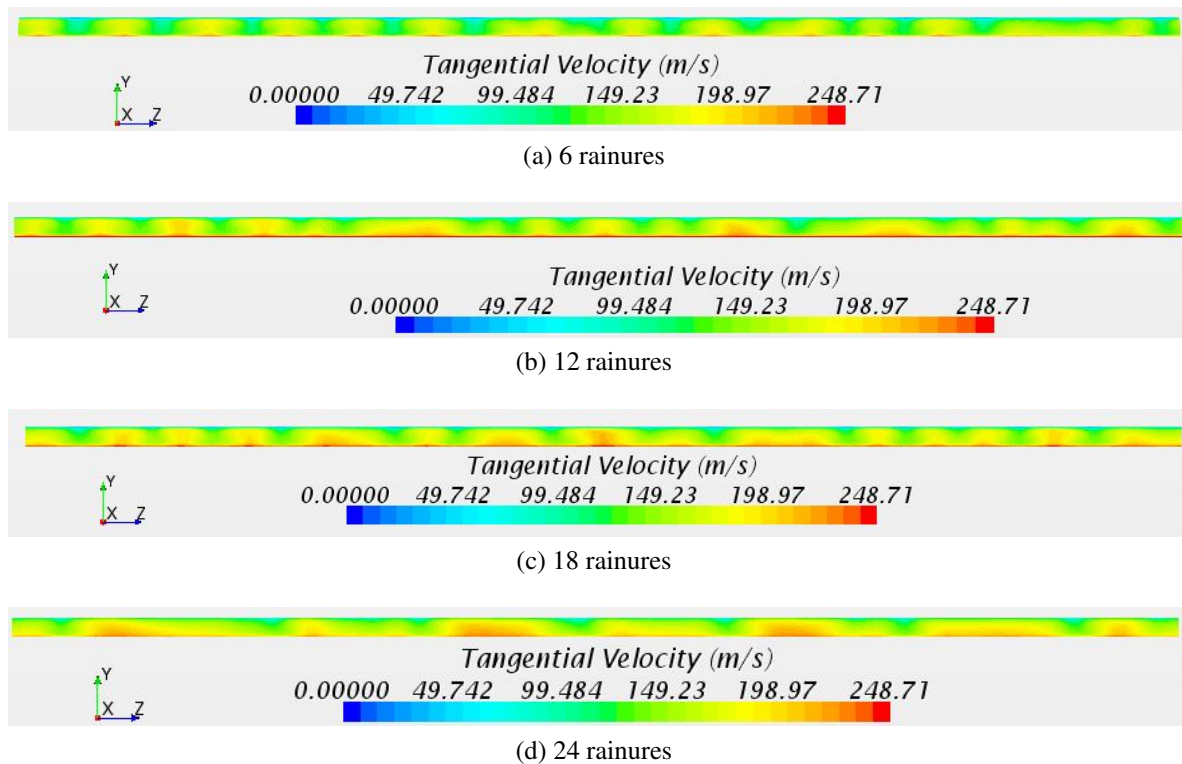 Tangential Velocity (m/s)
Y
0.00000 49.742 99.484 149.23 198.97 248.71
X Z
(a) 6 rainures
Y
Tangential Velocity (m/s)
X Z
0.00000 49.742 99.484 149.23 198.97 248.71
(b) 12 rainures
Tangential Velocity (m/s)
Y
0.00000 49.742 99.484 149.23 198.97 248.71
X Z
(c) 18 rainures
Tangential Velocity (m/s)
Y
0.00000 49.742 99.484 149.23 198.97 248.71
X Z
(d) 24 rainures